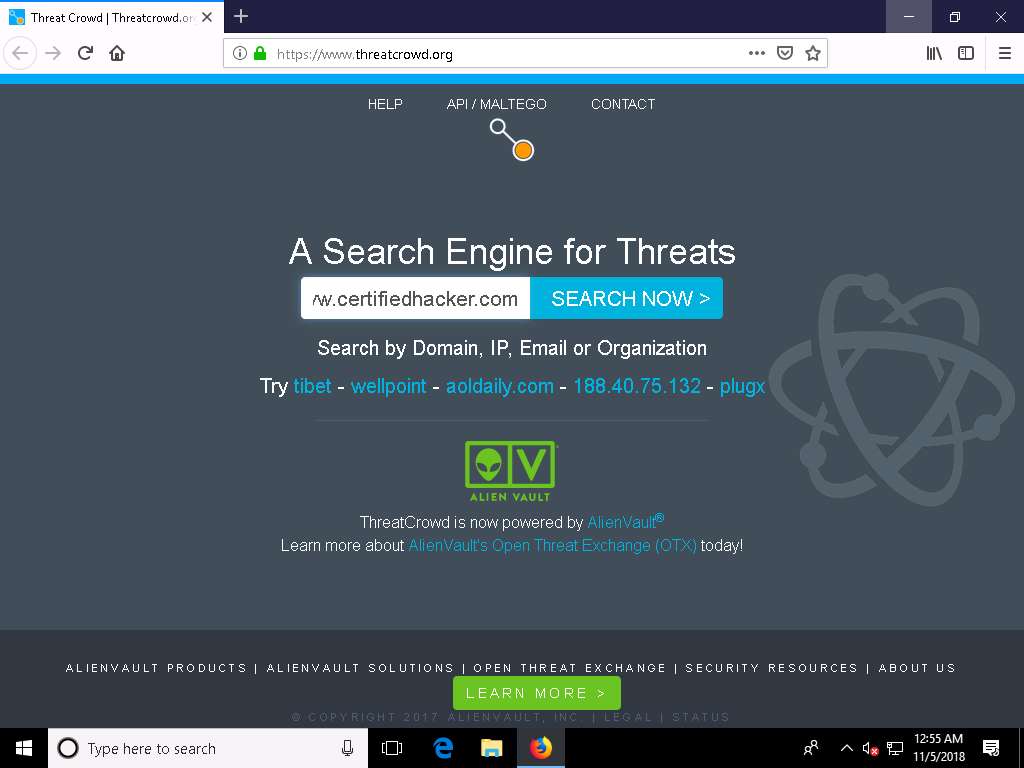 Threat Crowd | Threatcrowd.or
https://www.threatcrowd.org
HELP API / MALTEGO CONTACT
A Search Engine for Threats
w.certifiedhacker.com SEARCH NOW >
Search by Domain, IP, Email or Organization
Try tibet - wellpoint - aoldaily.com - 188.40.75.132 - plugx
ALIEN VAULT
ThreatCrowd is now powered by AlienVault®
Learn more about AlienVault's Open Threat Exchange (OTX) today!
ALIENVAULT PRODUCTS | ALIENVAULT SOLUTIONS | OPEN THREAT EXCHANGE | SECURITY RESOURCES | ABOUT US
LEARN MORE >
© COPYRIGHT 2017 ALIENVAULT, INC. | LEGAL | STATUS
Type here to search
12:55 AM
11/5/2018